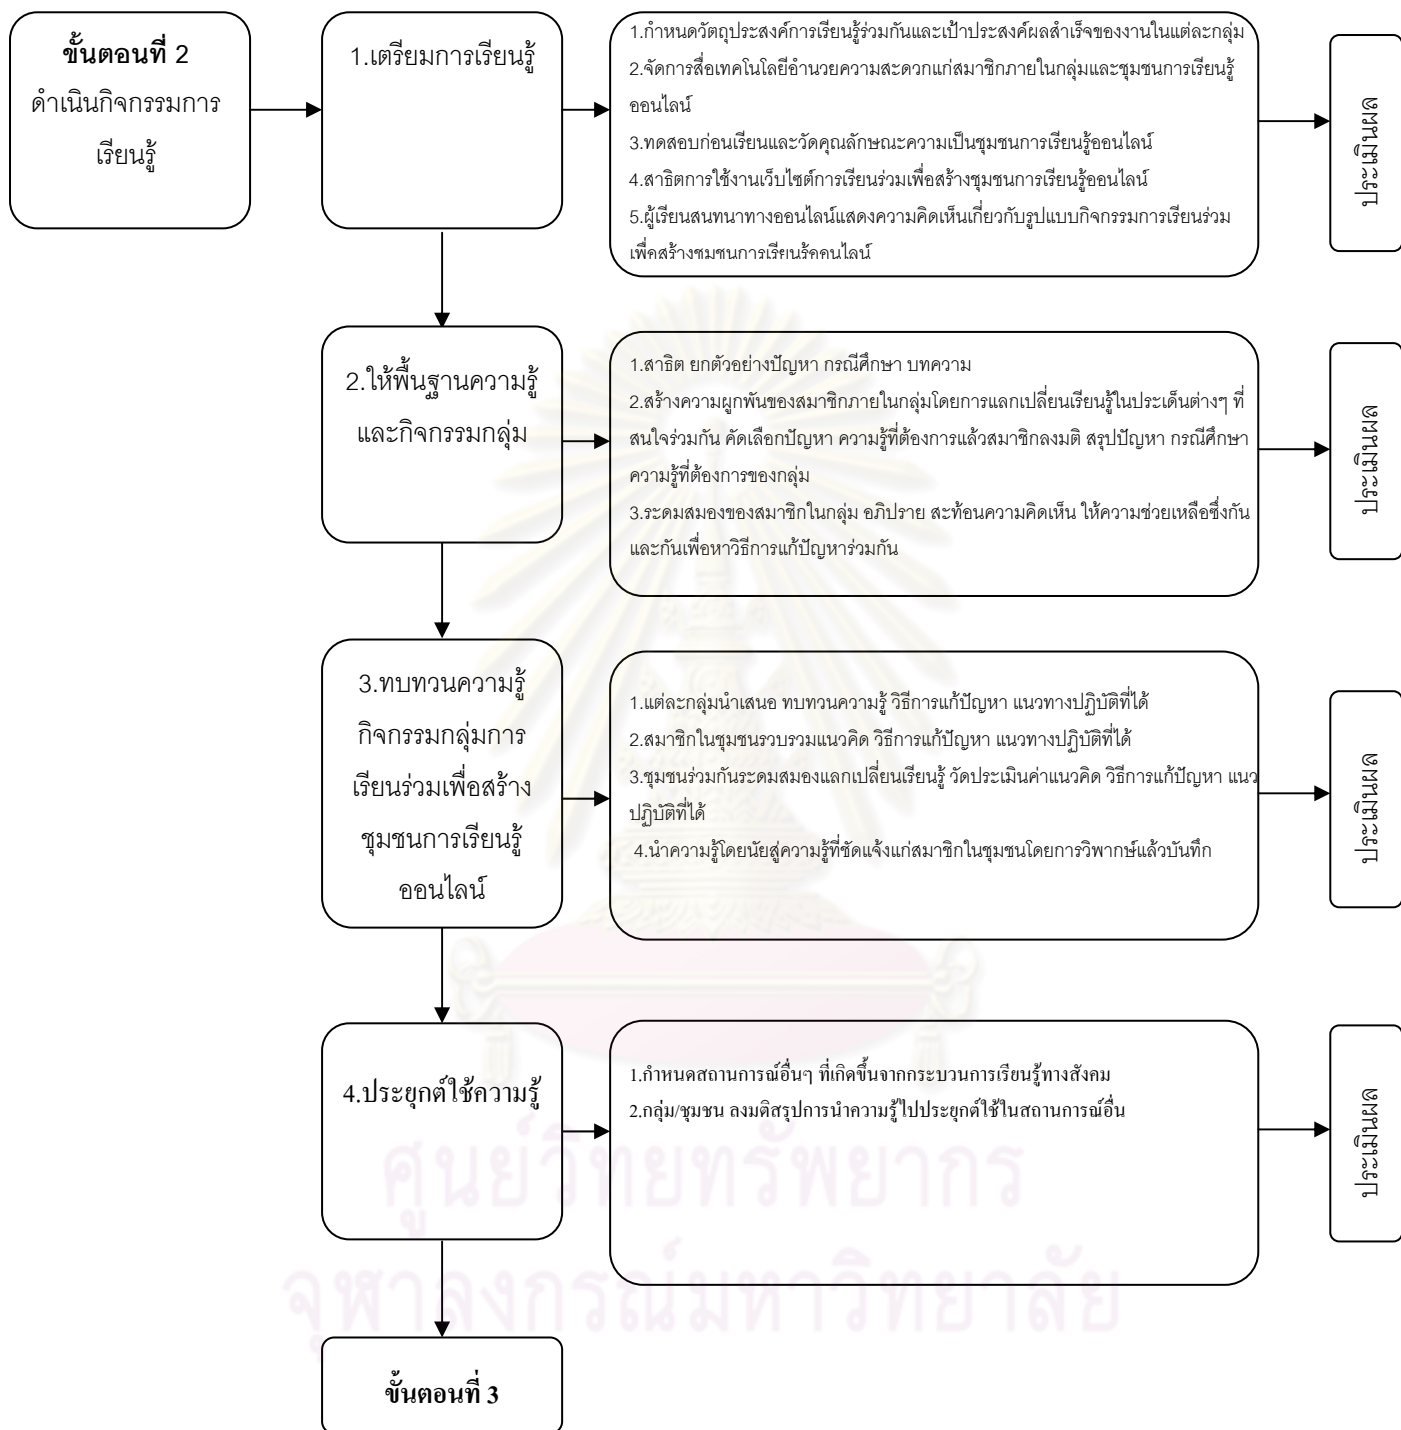 ขั้นตอนที่ 2
ดำเนินกิจกรรมการ
เรียนรู้
1.เตรียมการเรียนรู้
1.กำหนดวัตถุประสงค์การเรียนรู้ร่วมกันและเป้าประสงค์ผลสำเร็จของงานในแต่ละกลุ่ม
2.จัดการสื่อเทคโนโลยีอำนวยความสะดวกแก่สมาชิกภายในกลุ่มและชุมชนการเรียนรู้
ออนไลน์
3.ทดสอบก่อนเรียนและวัดคุณลักษณะความเป็นชุมชนการเรียนรู้ออนไลน์
4.สาธิตการใช้งานเว็บไซต์การเรียนร่วมเพื่อสร้างชุมชนการเรียนรู้ออนไลน์
5.ผู้เรียนสนทนาทางออนไลน์แสดงความคิดเห็นเกี่ยวกับรูปแบบกิจกรรมการเรียนร่วม
เพื่อสร้างชุมชนการเรียนรู้ออนไลน์
ประเมินผล
2.ให้พื้นฐานความรู้
และกิจกรรมกลุ่ม
1.สาธิต ยกตัวอย่างปัญหา กรณีศึกษา บทความ
2.สร้างความผูกพันของสมาชิกภายในกลุ่มโดยการแลกเปลี่ยนเรียนรู้ในประเด็นต่างๆ ที่
สนใจร่วมกัน คัดเลือกปัญหา ความรู้ที่ต้องการแล้วสมาชิกลงมติ สรุปปัญหา กรณีศึกษา
ความรู้ที่ต้องการของกลุ่ม
3.ระดมสมองของสมาชิกในกลุ่ม อภิปราย สะท้อนความคิดเห็น ให้ความช่วยเหลือซึ่งกัน
และกันเพื่อหาวิธีการแก้ปัญหาร่วมกัน
ประเมินผล
3.ทบทวนความรู้
กิจกรรมกลุ่มการ
เรียนร่วมเพื่อสร้าง
ชุมชนการเรียนรู้
ออนไลน์
1.แต่ละกลุ่มนำเสนอ ทบทวนความรู้ วิธีการแก้ปัญหา แนวทางปฏิบัติที่ได้
2.สมาชิกในชุมชนรวบรวมแนวคิด วิธีการแก้ปัญหา แนวทางปฏิบัติที่ได้
3.ชุมชนร่วมกันระดมสมองแลกเปลี่ยนเรียนรู้ วัดประเมินค่าแนวคิด วิธีการแก้ปัญหา แนว
ปฏิบัติที่ได้
4.นำความรู้โดยนัยสู่ความรู้ที่ชัดแจ้งแก่สมาชิกในชุมชนโดยการวิพากษ์แล้วบันทึก
ประเมินผล
4.ประยุกต์ใช้ความรู้
1.กำหนดสถานการณ์อื่นๆ ที่เกิดขึ้นจากกระบวนการเรียนรู้ทางสังคม
2.กลุ่ม/ชุมชน ลงมติสรุปการนำความรู้ไปประยุกต์ใช้ในสถานการณ์อื่น
ประเมินผล
ศูนย์วิทยทรัพยากร
จุฬาลงกรณ์มหาวิทยาลัย
ขั้นตอนที่ 3